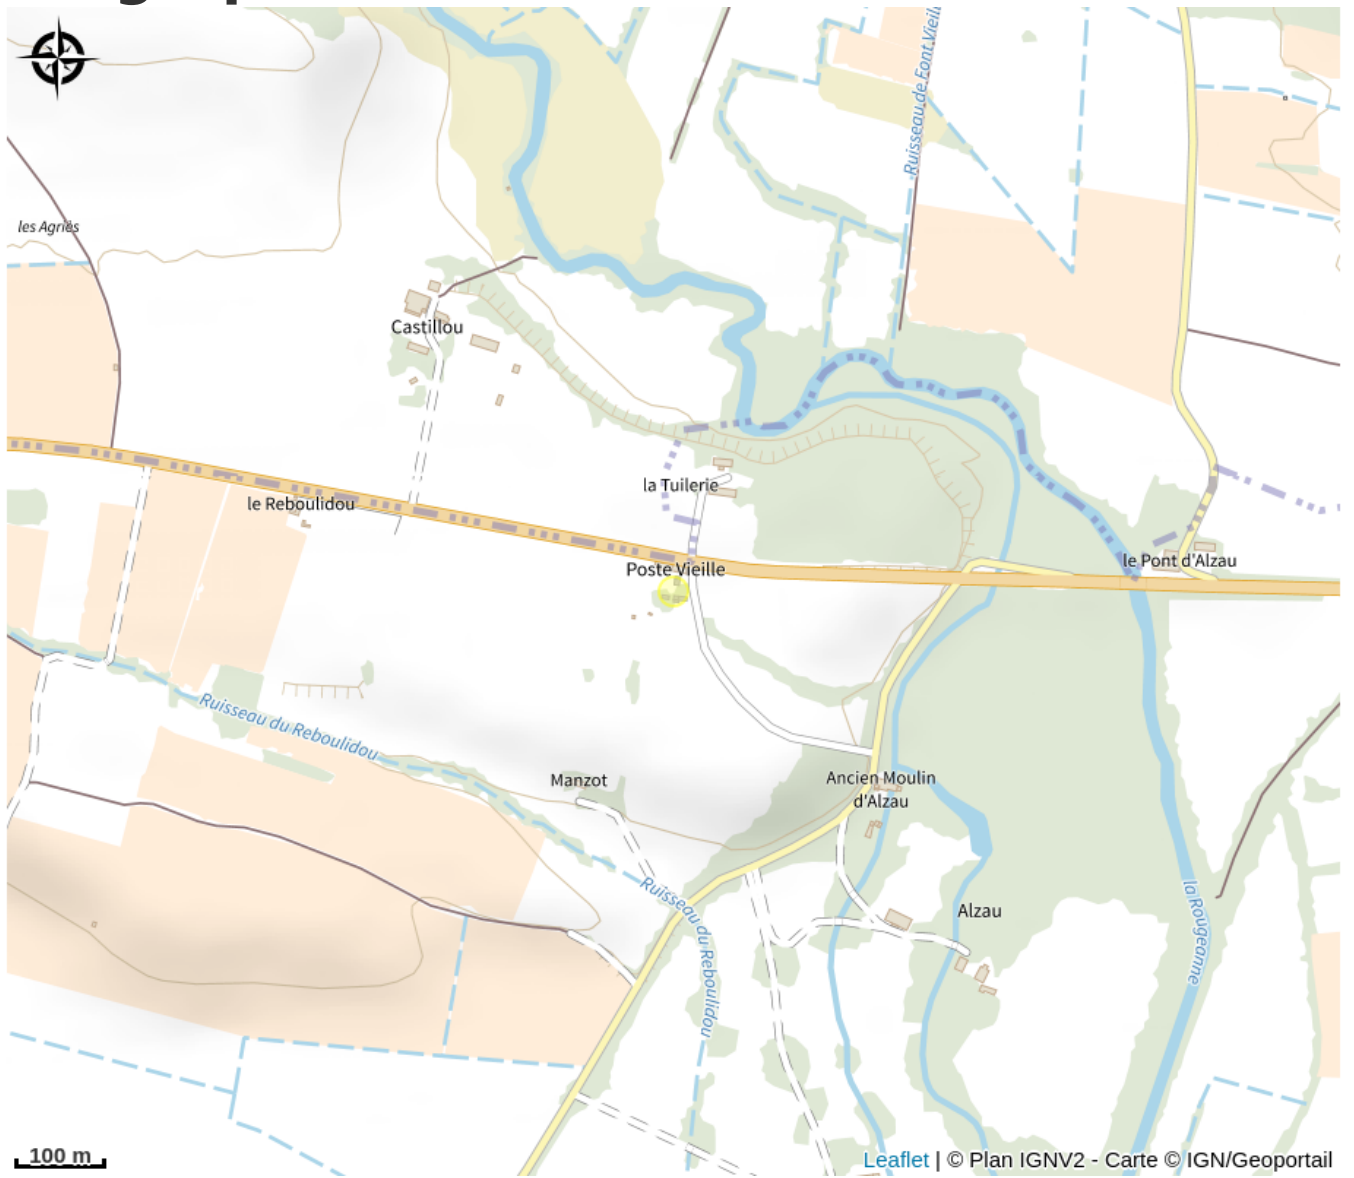 Ruisseau de Font Vieille
les Agriès
Castillou
la Tuilerie
le Reboulidou
Poste Vieille
le Pont d'Alzau
Ruisseau du Reboulidou
Manzot
Ancien Moulin
d'Alzau
Ruisseau du Reboulidou
Alzau
la Rougeanne
100 m
Leaflet | © Plan IGNV2 - Carte © IGN/Geoportail